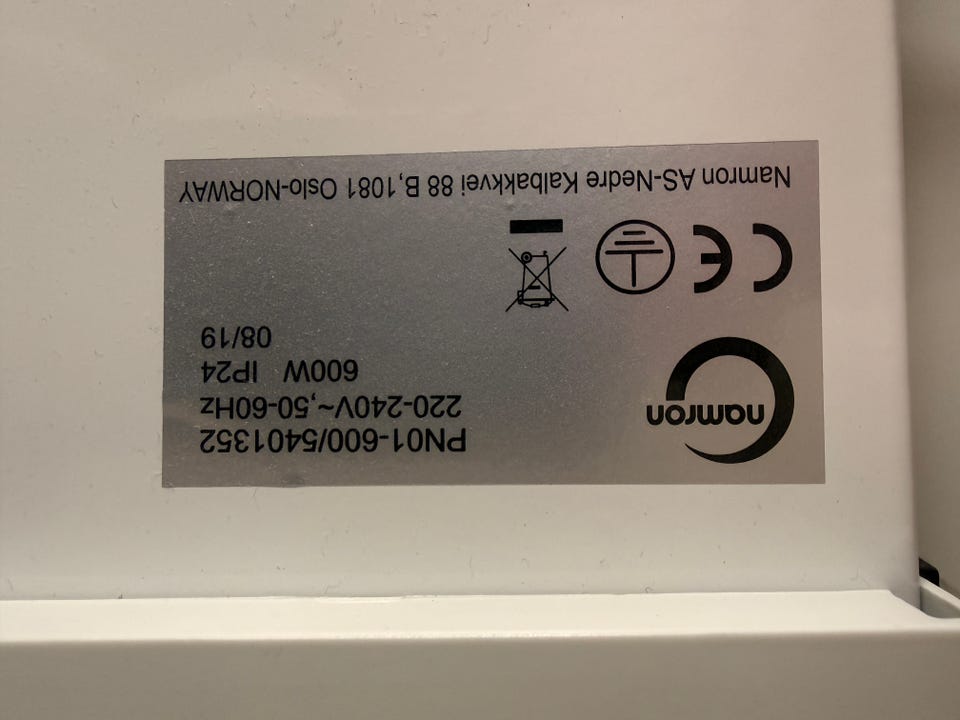 namron
PN01-600/5401352
220-240V~,50-60Hz
600W IP24
08/19
Namron AS-Nedre Kalbakkvei 88 B,1081 Oslo-NORWAY